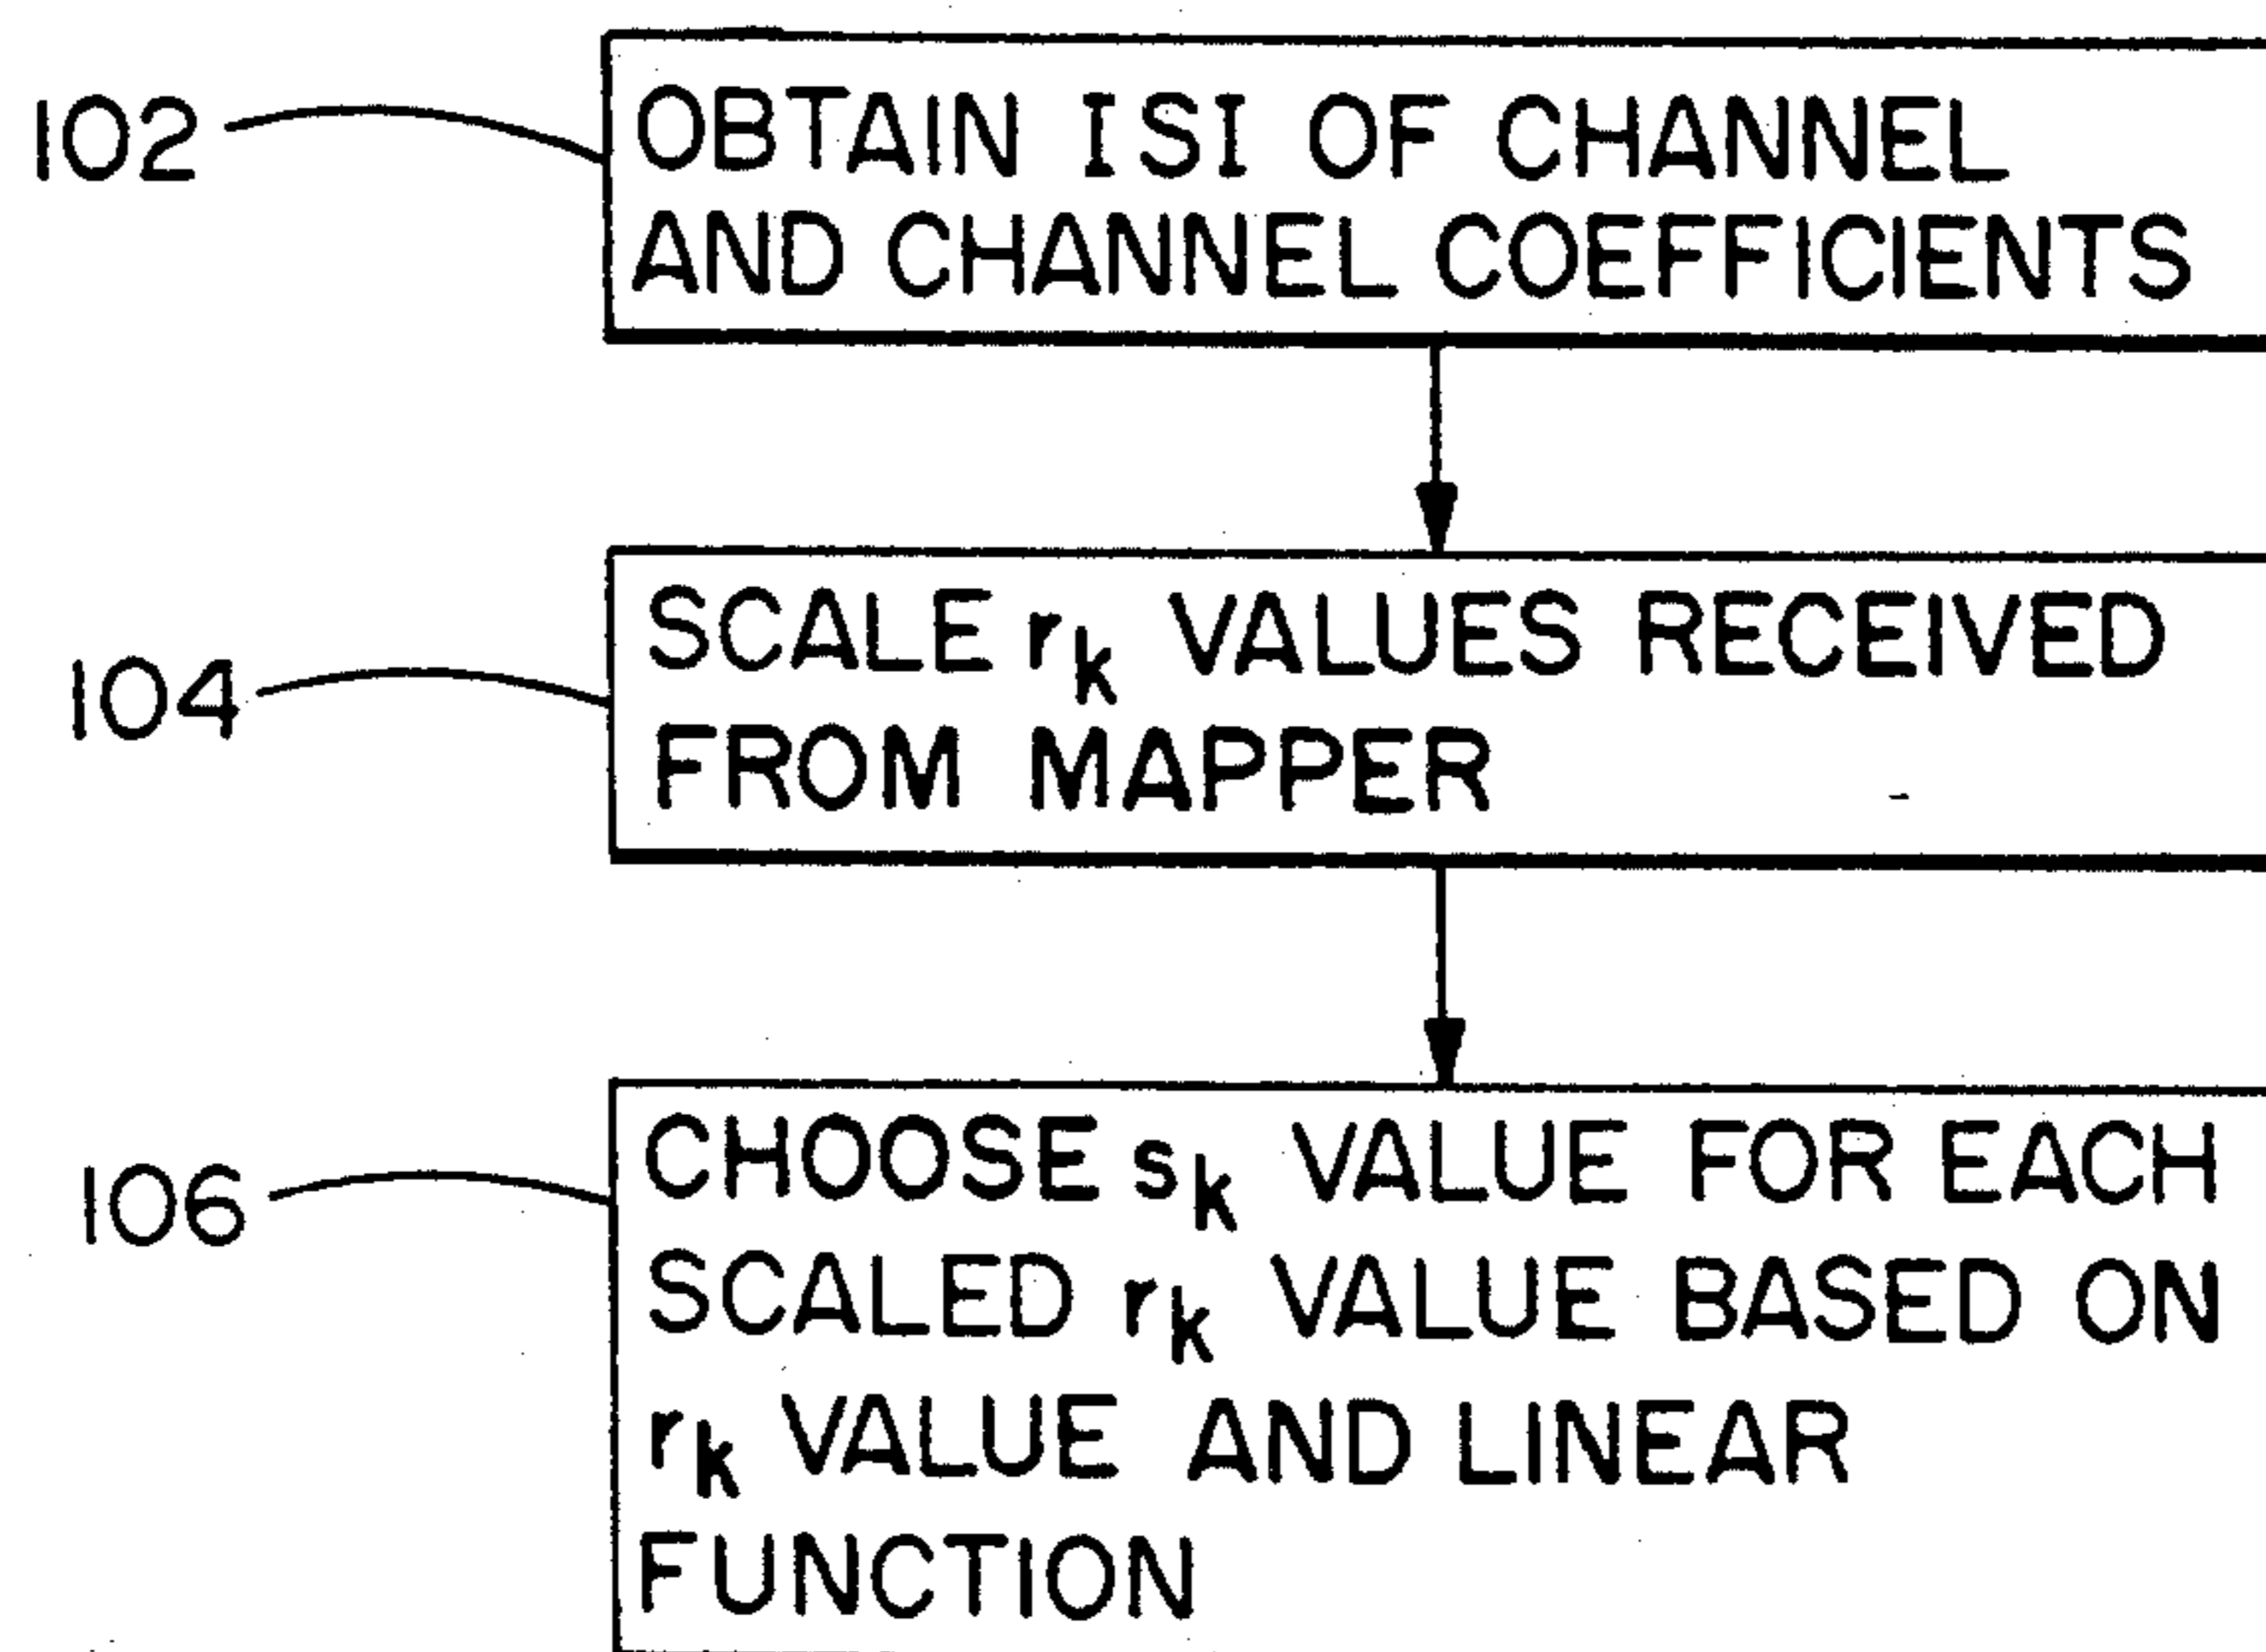 102
OBTAIN ISI OF CHANNEL
AND CHANNEL COEFFICIENTS
104
SCALE rk VALUES RECEIVED
FROM MAPPER
106
CHOOSE sk VALUE FOR EACH
SCALED rk VALUE BASED ON
rk VALUE AND LINEAR
FUNCTION